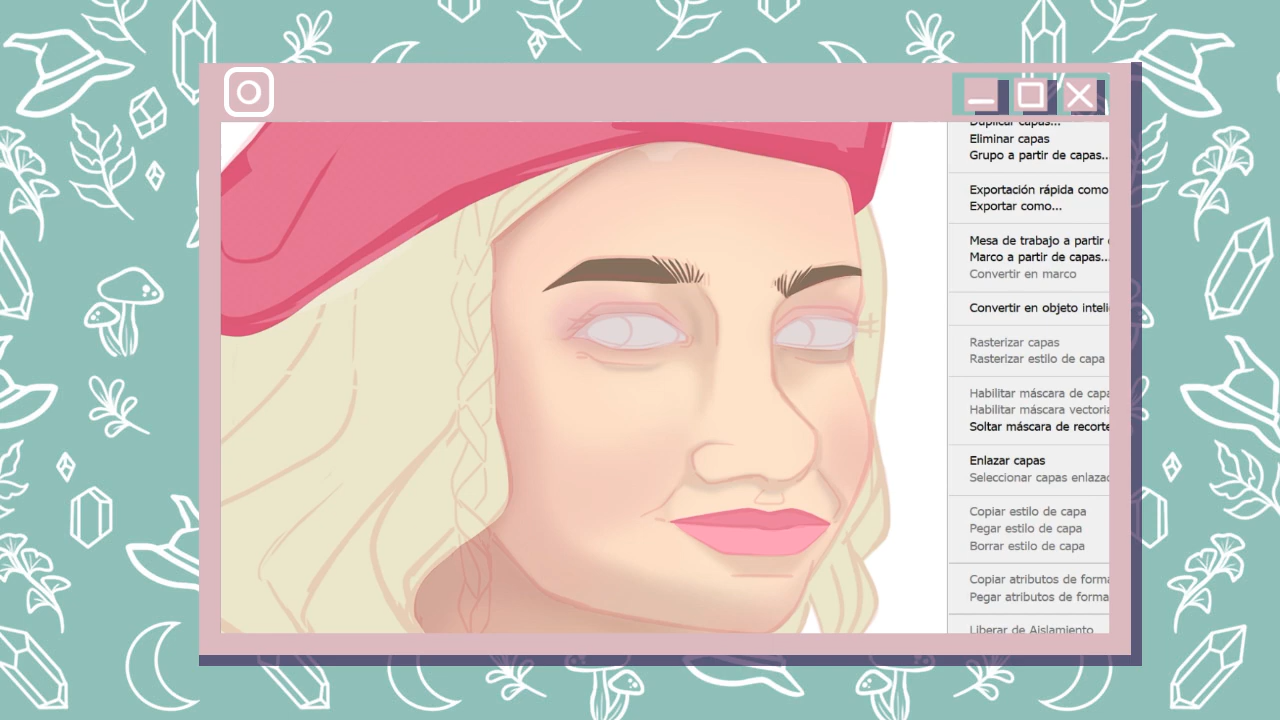 Duplicar capas...
Eliminar capas
Grupo a partir de capas...
Exportación rápida como
Exportar como...
Mesa de trabajo a partir
Marco a partir de capas...
Convertir en marco
Convertir en objeto inteli
Rasterizar capas
Rasterizar estilo de capa
Habilitar máscara de capa
Habilitar máscara vectoria
Soltar máscara de recorte
Enlazar capas
Seleccionar capas enlazad
Copiar estilo de capa
Pegar estilo de capa
Borrar estilo de capa
Copiar atributos de forma
Pegar atributos de forma
Liberar de Aislamiento